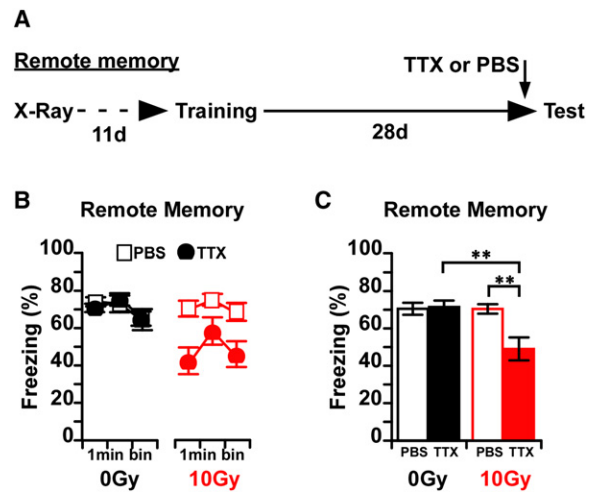 A
Remote memory
TTX or PBS
X-Ray
Training
Test
11d
28d
B
Remote Memory
PBS
TTX
Freezing (%)
100
80
60
40
20
0
1min bin
1min bin
0Gy
10Gy
C
Remote Memory
Freezing (%)
100
80
60
40
20
0
**
**
PBS TTX
PBS TTX
0Gy
10Gy